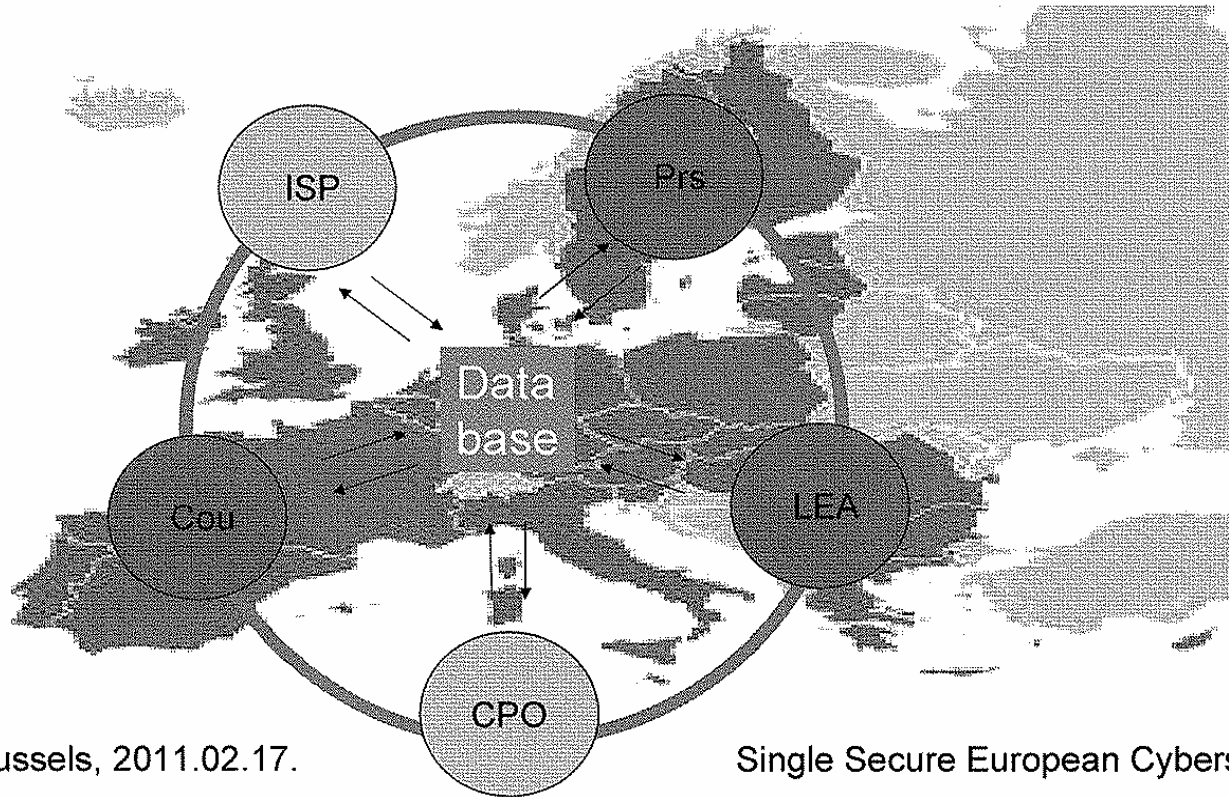 ISP
Prs
Data
base
Cou
LEA
CPO
ussels, 2011.02.17.
Single Secure European Cybers